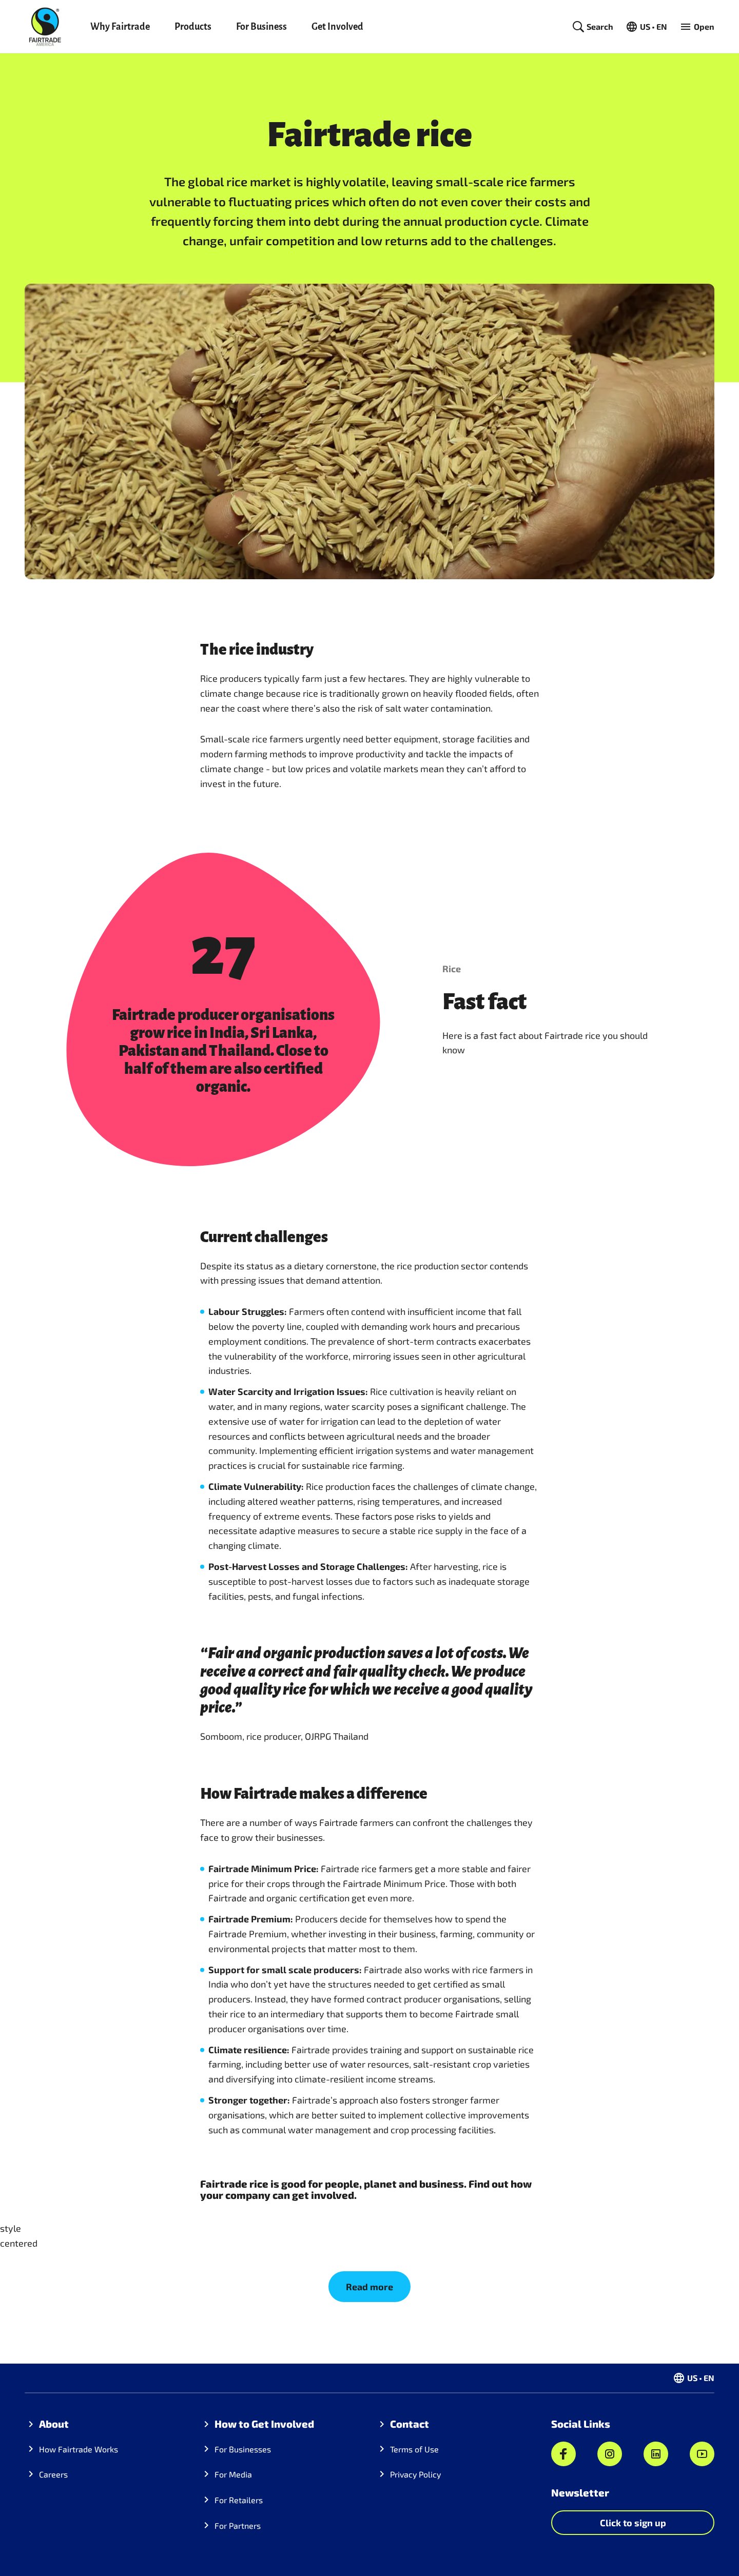 FAIRTRADE
AMERICA
Why Fairtrade
Products
For Business
Get Involved
Search
US • EN
Open
Fairtrade rice
The global rice market is highly volatile, leaving small-scale rice farmers
vulnerable to fluctuating prices which often do not even cover their costs and
frequently forcing them into debt during the annual production cycle. Climate
change, unfair competition and low returns add to the challenges.
The rice industry
Rice producers typically farm just a few hectares. They are highly vulnerable to
climate change because rice is traditionally grown on heavily flooded fields, often
near the coast where there’s also the risk of salt water contamination.
Small-scale rice farmers urgently need better equipment, storage facilities and
modern farming methods to improve productivity and tackle the impacts of
climate change - but low prices and volatile markets mean they can’t afford to
invest in the future.
27
Fairtrade producer organisations
grow rice in India, Sri Lanka,
Pakistan and Thailand. Close to
half of them are also certified
organic.
Rice
Fast fact
Here is a fast fact about Fairtrade rice you should
know
Current challenges
Despite its status as a dietary cornerstone, the rice production sector contends
with pressing issues that demand attention.
Labour Struggles: Farmers often contend with insufficient income that fall
below the poverty line, coupled with demanding work hours and precarious
employment conditions. The prevalence of short-term contracts exacerbates
the vulnerability of the workforce, mirroring issues seen in other agricultural
industries.
Water Scarcity and Irrigation Issues: Rice cultivation is heavily reliant on
water, and in many regions, water scarcity poses a significant challenge. The
extensive use of water for irrigation can lead to the depletion of water
resources and conflicts between agricultural needs and the broader
community. Implementing efficient irrigation systems and water management
practices is crucial for sustainable rice farming.
Climate Vulnerability: Rice production faces the challenges of climate change,
including altered weather patterns, rising temperatures, and increased
frequency of extreme events. These factors pose risks to yields and
necessitate adaptive measures to secure a stable rice supply in the face of a
changing climate.
Post-Harvest Losses and Storage Challenges: After harvesting, rice is
susceptible to post-harvest losses due to factors such as inadequate storage
facilities, pests, and fungal infections.
“Fair and organic production saves a lot of costs. We
receive a correct and fair quality check. We produce
good quality rice for which we receive a good quality
price.”
Somboom, rice producer, OJRPG Thailand
How Fairtrade makes a difference
There are a number of ways Fairtrade farmers can confront the challenges they
face to grow their businesses.
Fairtrade Minimum Price: Fairtrade rice farmers get a more stable and fairer
price for their crops through the Fairtrade Minimum Price. Those with both
Fairtrade and organic certification get even more.
Fairtrade Premium: Producers decide for themselves how to spend the
Fairtrade Premium, whether investing in their business, farming, community or
environmental projects that matter most to them.
Support for small scale producers: Fairtrade also works with rice farmers in
India who don’t yet have the structures needed to get certified as small
producers. Instead, they have formed contract producer organisations, selling
their rice to an intermediary that supports them to become Fairtrade small
producer organisations over time.
Climate resilience: Fairtrade provides training and support on sustainable rice
farming, including better use of water resources, salt-resistant crop varieties
and diversifying into climate-resilient income streams.
Stronger together: Fairtrade’s approach also fosters stronger farmer
organisations, which are better suited to implement collective improvements
such as communal water management and crop processing facilities.
Fairtrade rice is good for people, planet and business. Find out how
your company can get involved.
style
centered
Read more
US • EN
About
How Fairtrade Works
Careers
How to Get Involved
For Businesses
For Media
For Retailers
For Partners
Contact
Terms of Use
Privacy Policy
Social Links
Newsletter
Click to sign up